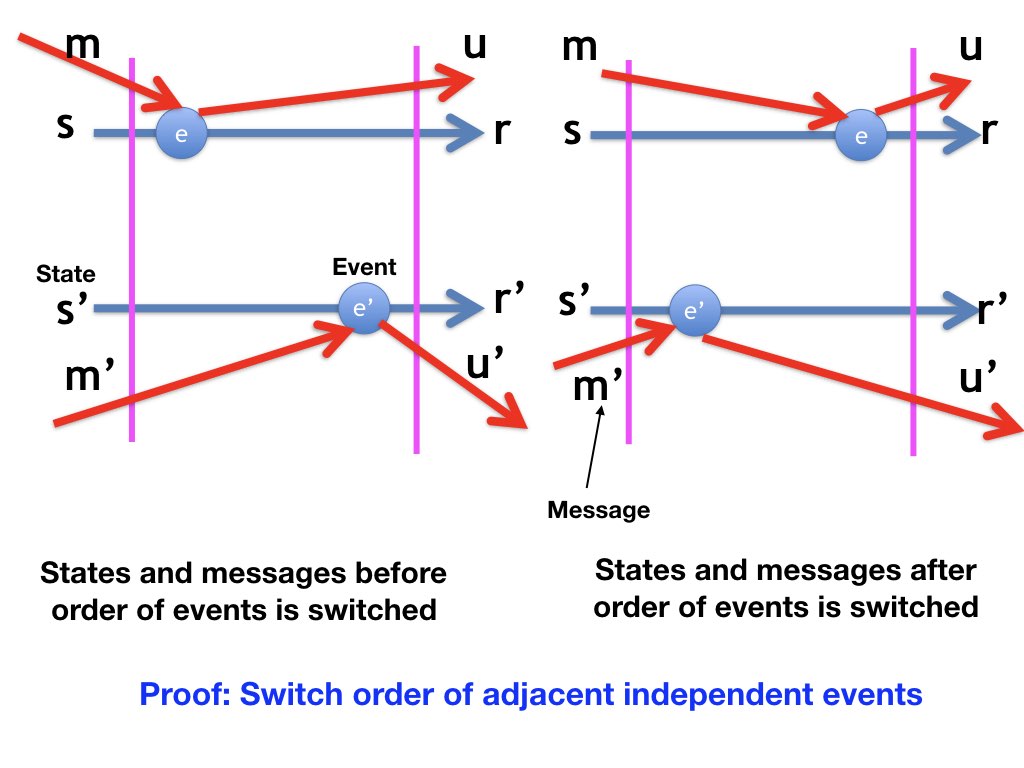 m
u
s
e
r
State
Event
s’
e’
r’
m’
u’
m
u
s
e
r
s’
e’
r’
m’
u’
Message
States and messages before
order of events is switched
States and messages after
order of events is switched
Proof: Switch order of adjacent independent events